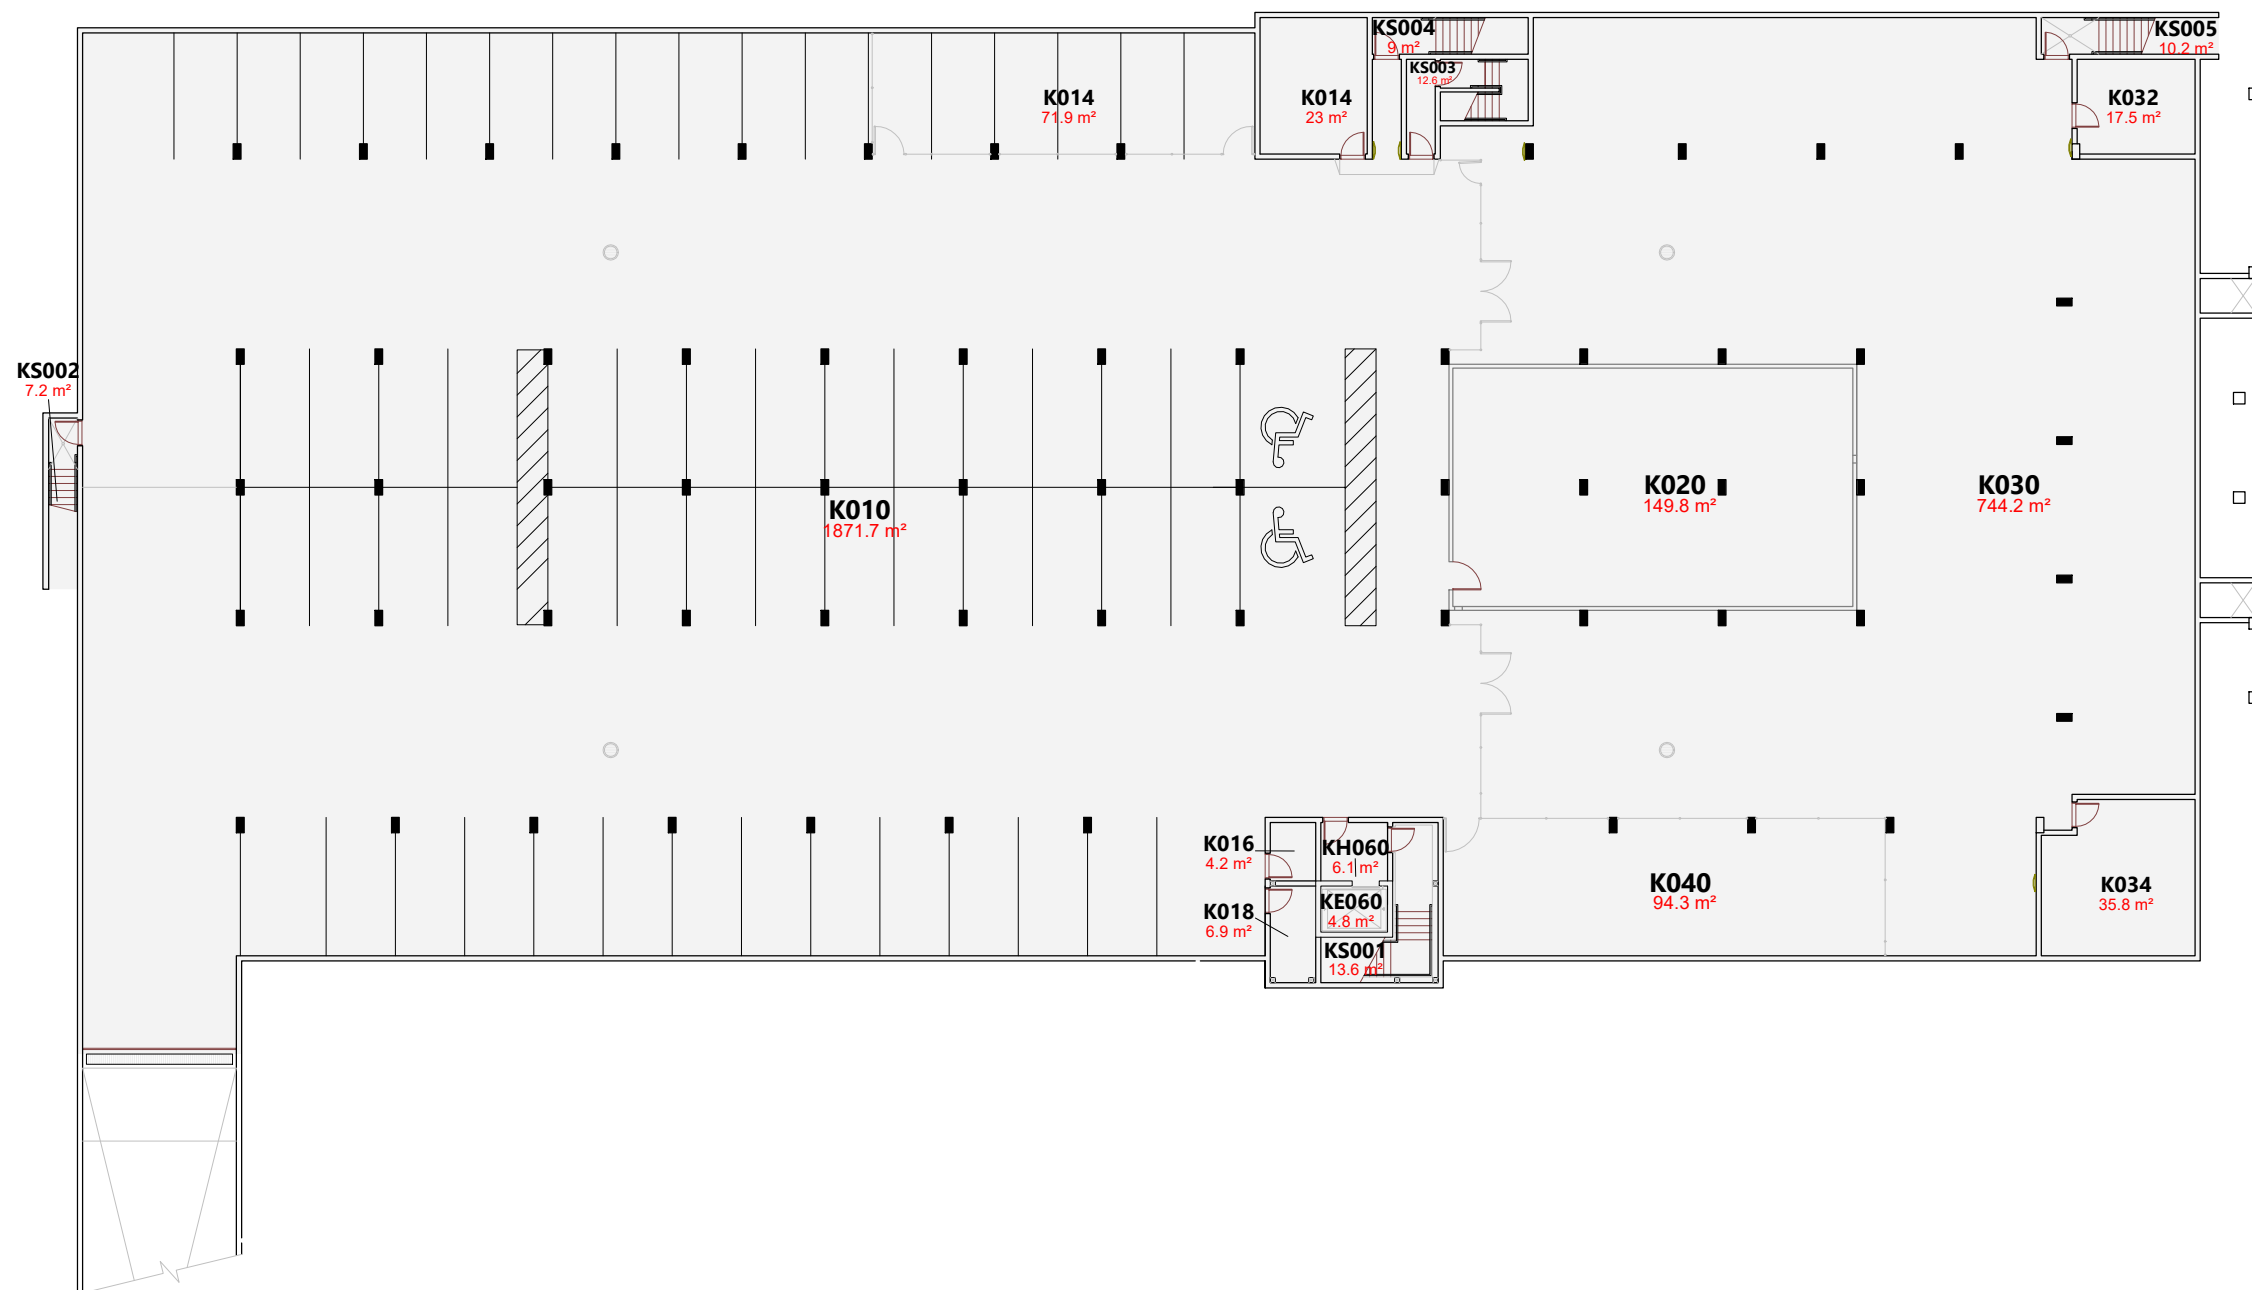 KS004
9 m²
KS005
10.2 m²
KS003
12.6 m²
K014
71.9 m²
K014
23 m²
K032
17.5 m²
KS002
7.2 m²
K010
1871.7 m²
K020
149.8 m²
K030
744.2 m²
K016
4.2 m²
KH060
6.1 m²
K018
6.9 m²
KE060
4.8 m²
KS001
13.6 m²
K040
94.3 m²
K034
35.8 m²